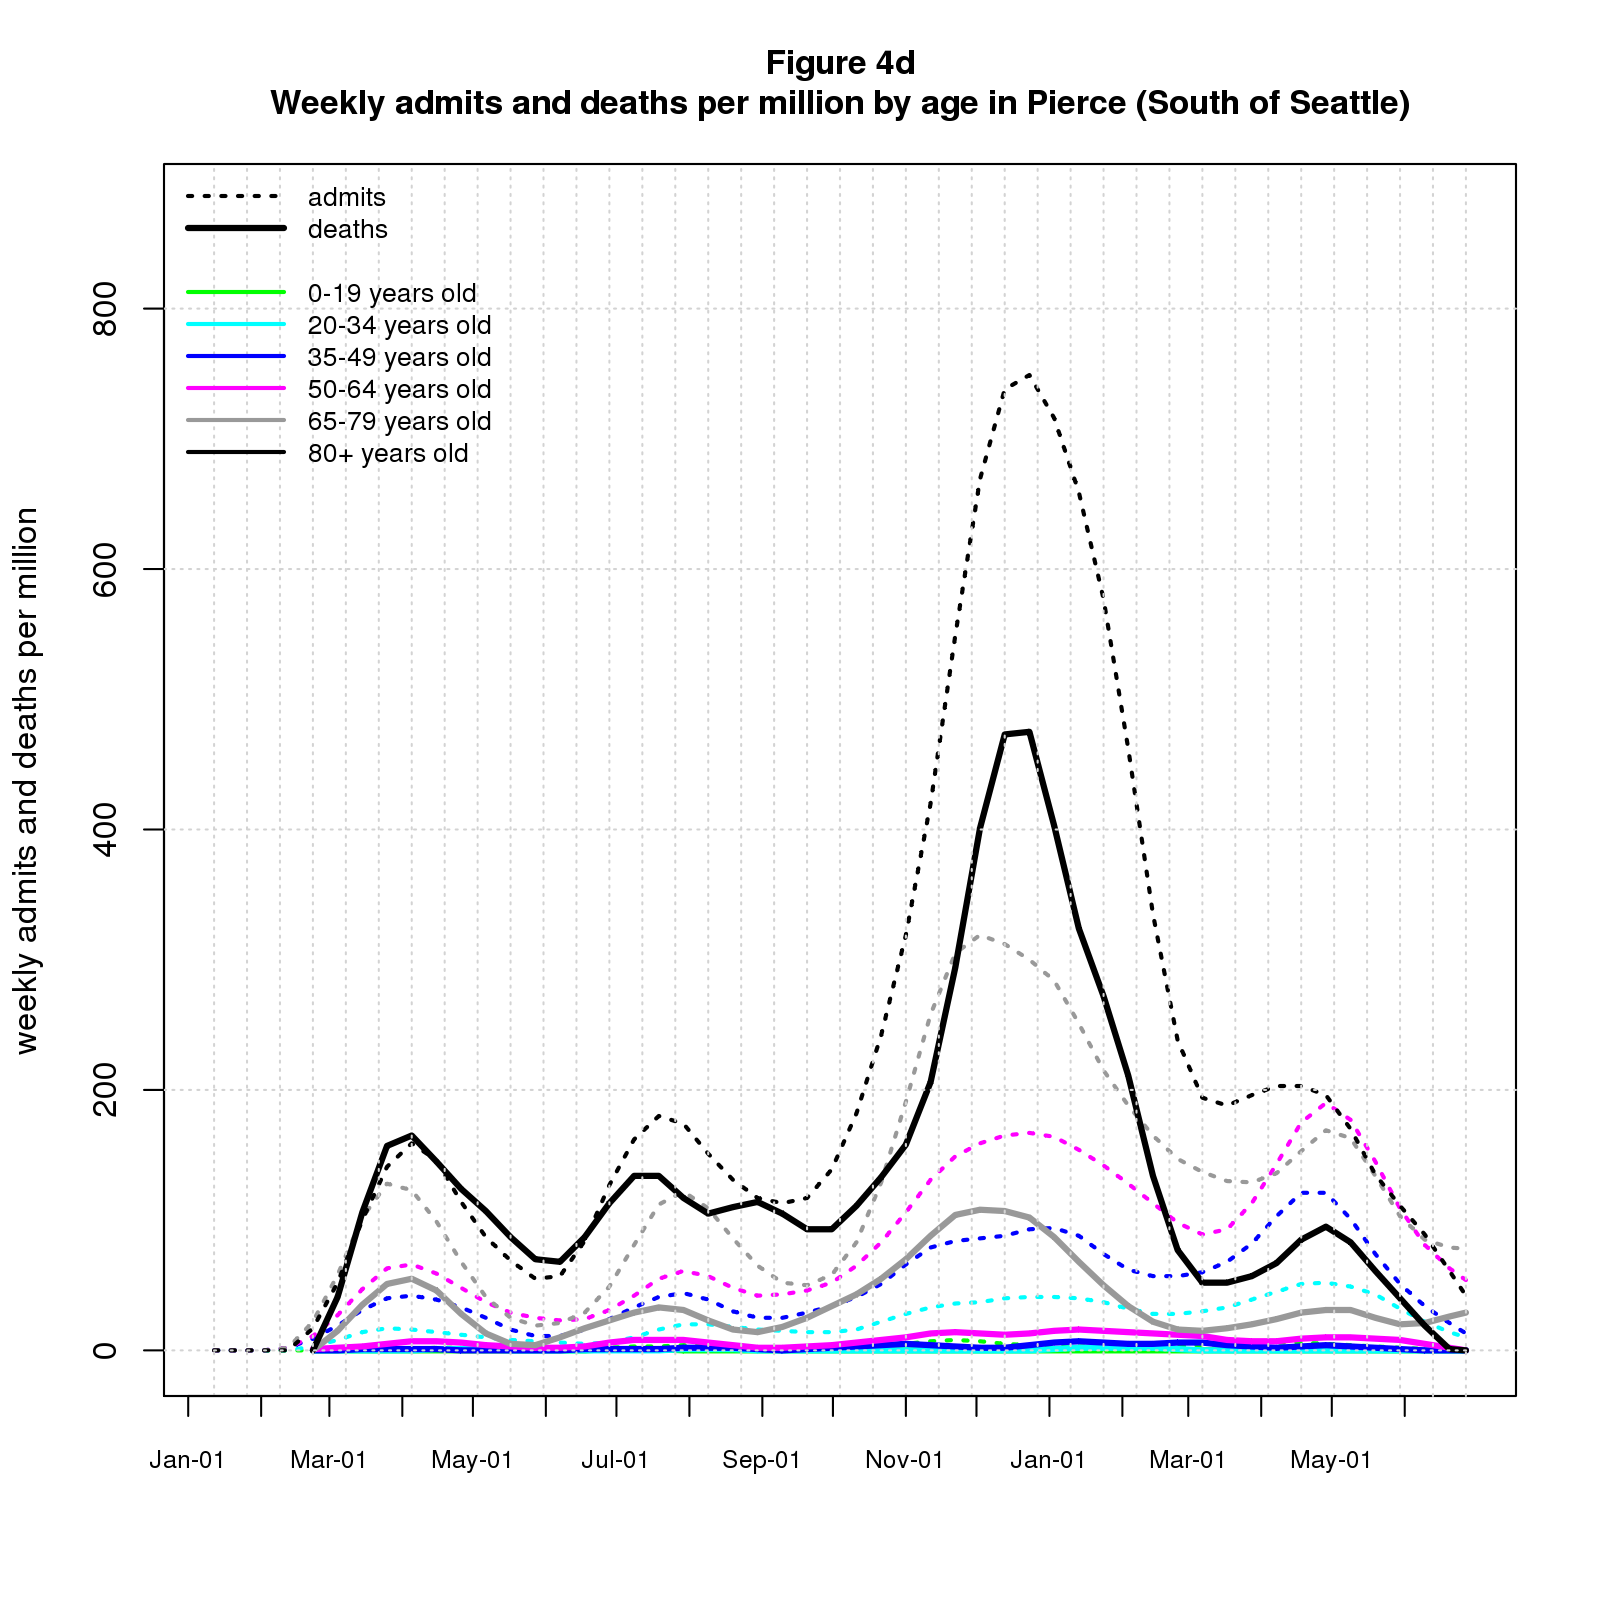 Figure 4d
Weekly admits and deaths per million by age in Pierce (South of Seattle)
admits
deaths
0-19 years old
20-34 years old
35-49 years old
50-64 years old
65-79 years old
80+ years old
weekly admits and deaths per million
800
600
400
200
0
Jan-01 Mar-01 May-01 Jul-01 Sep-01 Nov-01 Jan-01 Mar-01 May-01